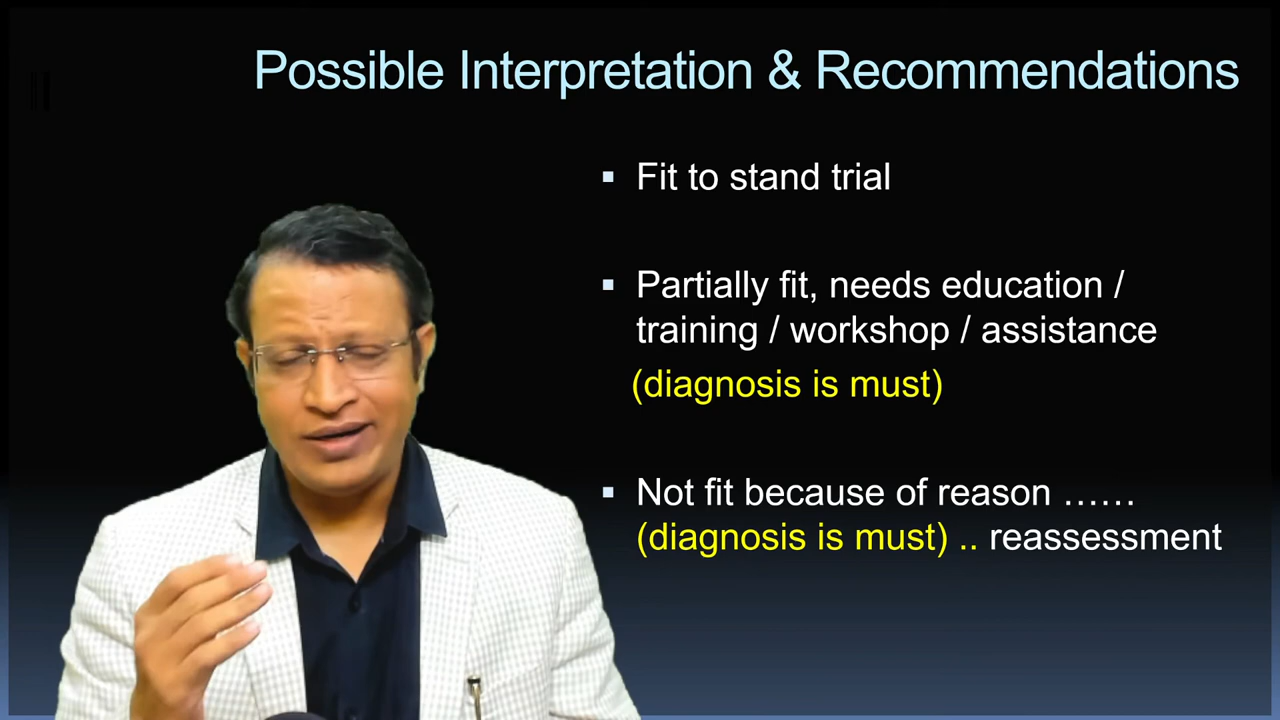 Possible Interpretation & Recommendations
▪ Fit to stand trial
▪ Partially fit, needs education /
training / workshop / assistance
(diagnosis is must)
▪ Not fit because of reason ……
(diagnosis is must) .. reassessment